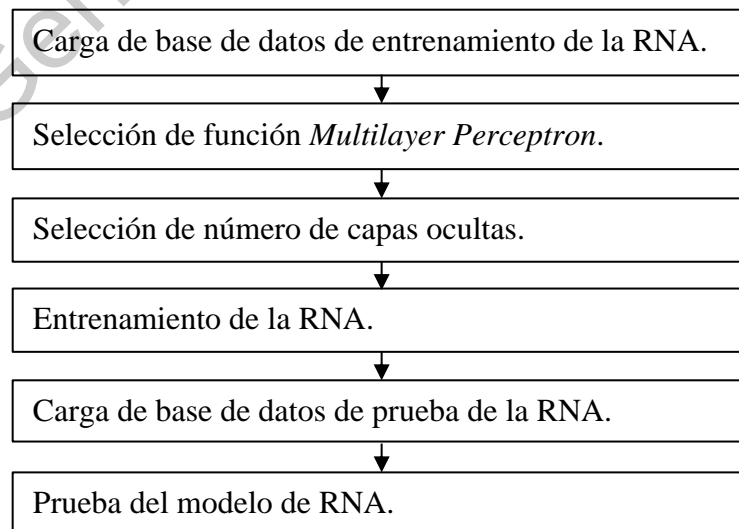 Carga de base de datos de entrenamiento de la RNA.
Selección de función Multilayer Perceptron.
Selección de número de capas ocultas.
Entrenamiento de la RNA.
Carga de base de datos de prueba de la RNA.
Prueba del modelo de RNA.